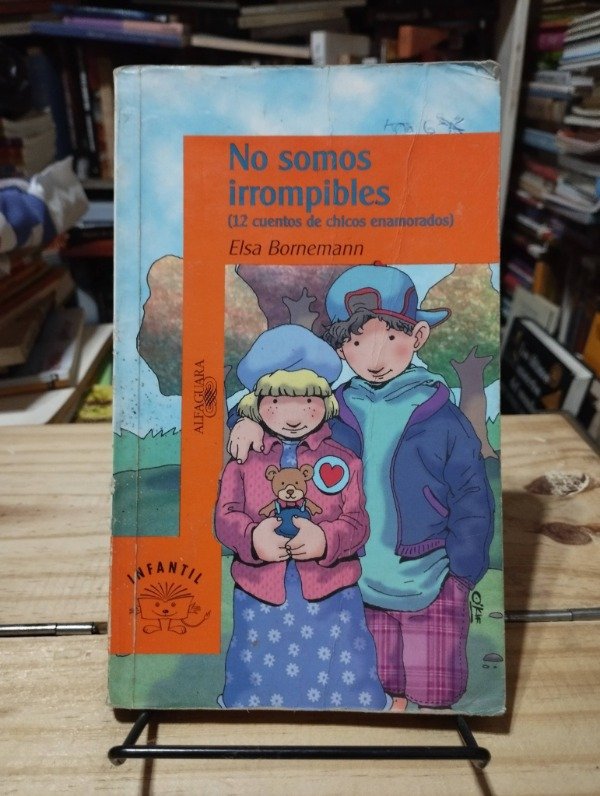 No somos
irrompibles
(12 cuentos de chicos enamorados)
Elsa Bornemann
ALFAGUARA
INFANTIL